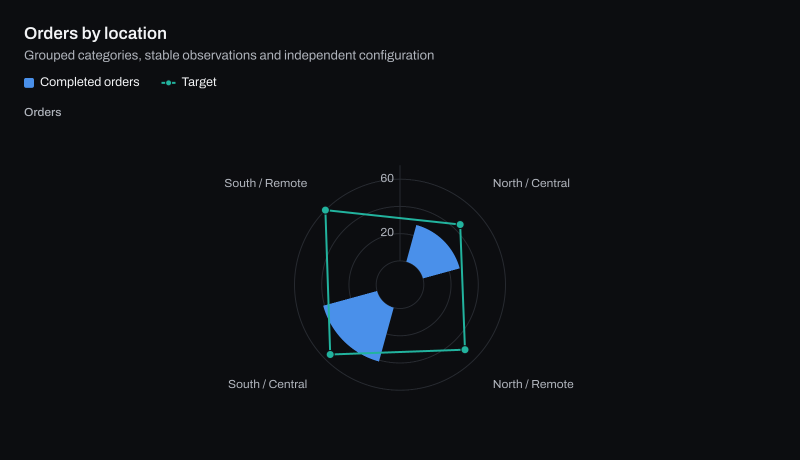 Orders by location
Grouped categories, stable observations and independent configuration
Completed orders
Target
Orders
South / Remote
60
North / Central
20
South / Central
North / Remote